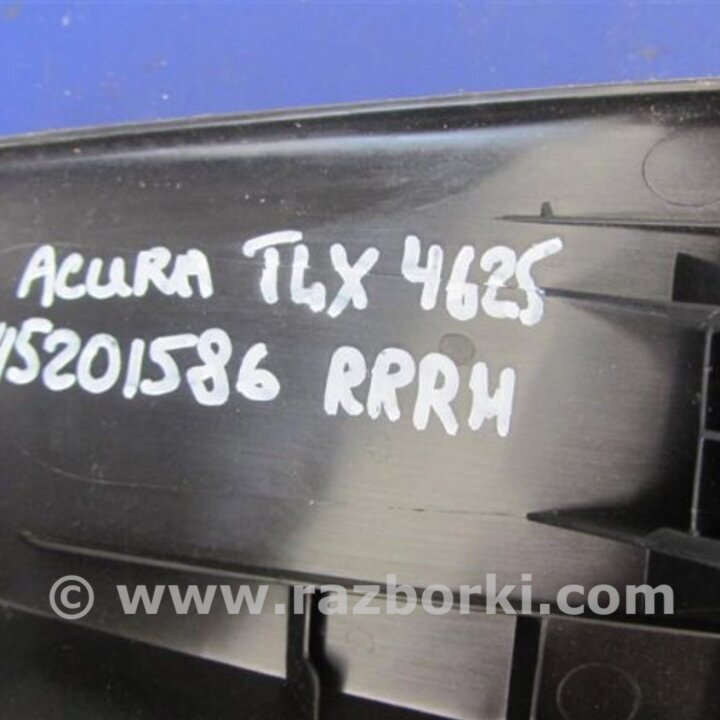 ACURA TLX 4625
15201586 RRRH
© www.razborki.com